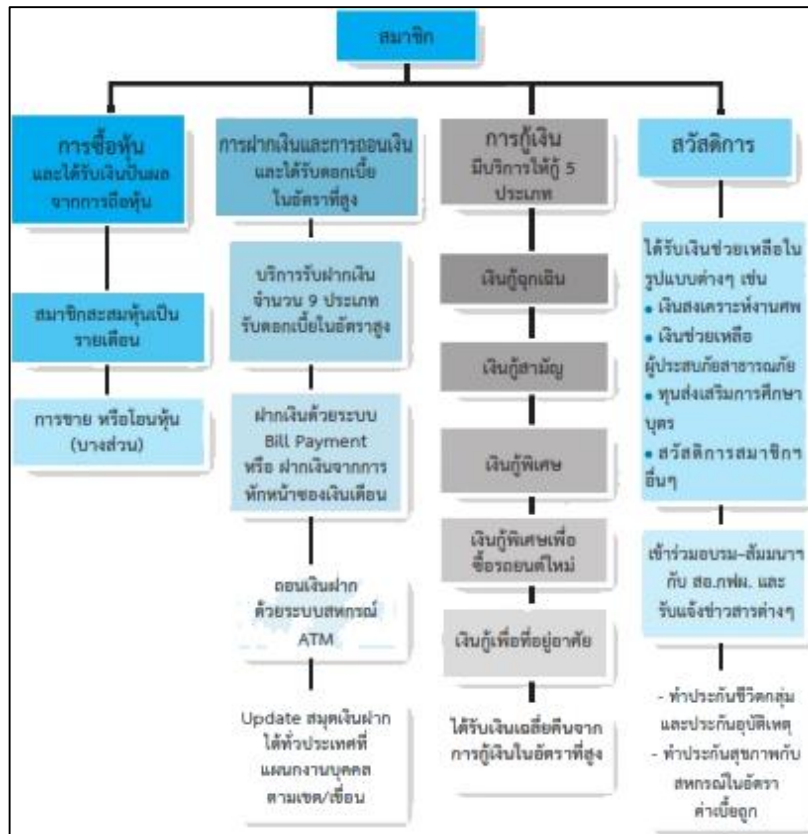 สมาชิก
การซื้อหุ้น
และได้รับเงินปันผล
จากการถือหุ้น
สมาชิกสะสมหุ้นเป็น
รายเดือน
การขาย หรือโอนหุ้น
(บางส่วน)
การฝากเงินและการถอนเงิน
และได้รับดอกเบี้ย
ในอัตราที่สูง
บริการรับฝากเงิน
จำนวน 9 ประเภท
รับดอกเบี้ยในอัตราสูง
ฝากเงินด้วยระบบ
Bill Payment
หรือ ฝากเงินจากการ
หักหน้าซองเงินเดือน
ถอนเงินฝาก
ด้วยระบบสหกรณ์
ATM
Update สมุดเงินฝาก
ได้ทั่วประเทศที่
แผนกงานบุคคล
ตามเขต/เขื่อน
การกู้เงิน
มีบริการให้กู้ 5
ประเภท
เงินกู้ฉุกเฉิน
เงินกู้สามัญ
เงินกู้พิเศษ
เงินกู้พิเศษเพื่อ
ซื้อรถยนต์ใหม่
เงินกู้เพื่อที่อยู่อาศัย
ได้รับเงินเฉลี่ยคืนจาก
การกู้เงินในอัตราที่สูง
สวัสดิการ
ได้รับเงินช่วยเหลือใน
รูปแบบต่างๆ เช่น
• เงินสงเคราะห์งานศพ
• เงินช่วยเหลือ
ผู้ประสบภัยสาธารณภัย
• ทุนส่งเสริมการศึกษา
บุตร
• สวัสดิการสมาชิกฯ
อื่นๆ
เข้าร่วมอบรม-สัมมนาฯ
กับ สอ.กฟผ. และ
รับแจ้งข่าวสารต่างๆ
- ทำประกันชีวิตกลุ่ม
และประกันอุบัติเหตุ
- ทำประกันสุขภาพกับ
สหกรณ์ในอัตรา
ค่าเบี้ยถูก